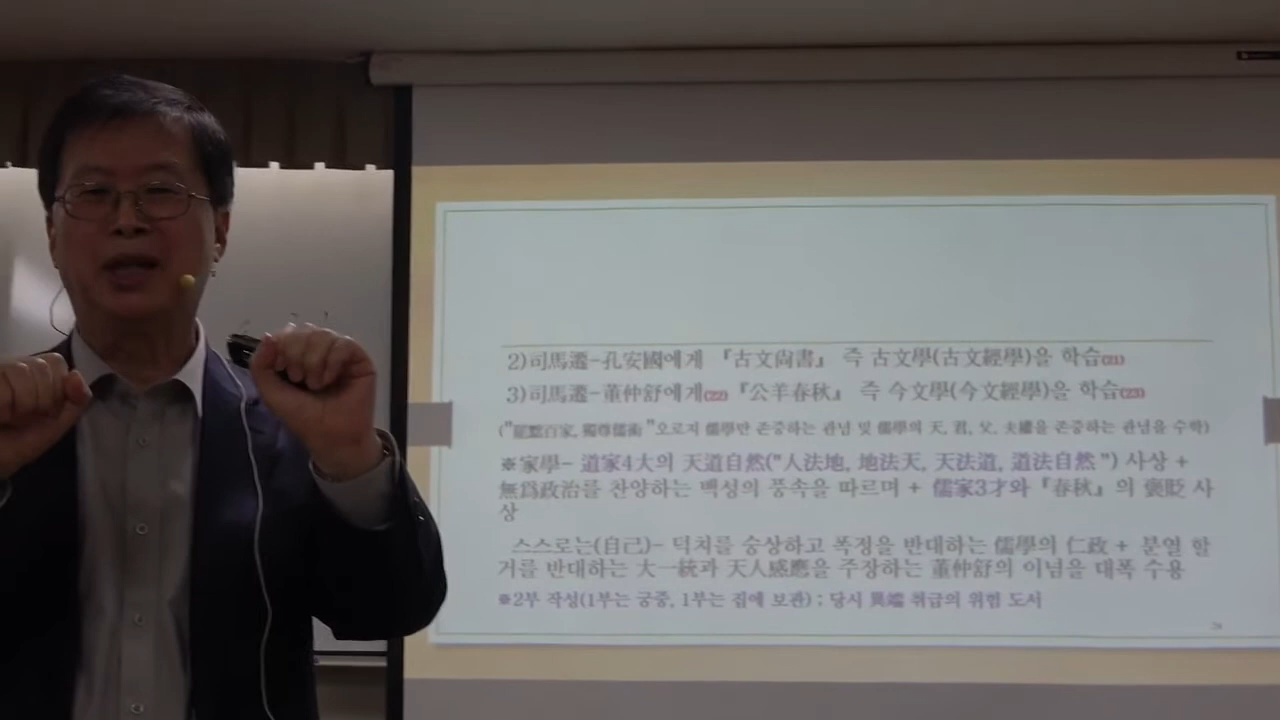 2)司馬遷-孔安國에게 『古文尙書』 즉 古文學(古文經學)을 학습(21)
3)司馬遷-董仲舒에게(22)『公羊春秋』 즉 今文學(今文經學)을 학습(23)
("罷黜百家, 獨尊儒術"오로지 儒學만 존중하는 관념 및 儒學의 天, 君, 父, 夫權을 존중하는 관념을 수학)
※家學- 道家4大의 天道自然("人法地, 地法天, 天法道, 道法自然") 사상 +
無爲政治를 찬양하는 백성의 풍속을 따르며 + 儒家3才와『春秋』의 褒貶 사
상
스스로는(自己)- 덕치를 숭상하고 폭정을 반대하는 儒學의 仁政 + 분열 할
거를 반대하는 大一統과 天人感應을 주장하는 董仲舒의 이념을 대폭 수용
※2부 작성(1부는 궁중, 1부는 집에 보관) : 당시 異端 취급의 위험 도서